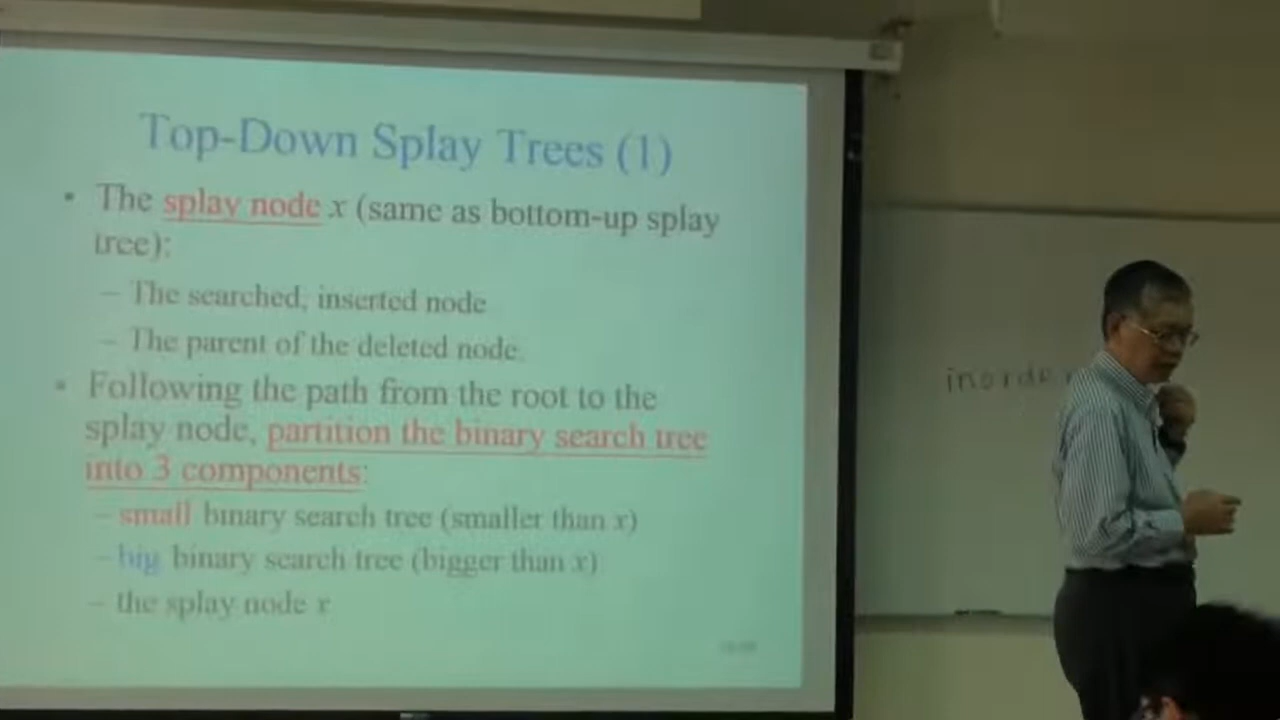 Top-Down Splay Trees (1)
• The splay node x (same as bottom-up splay
tree):
– The searched, inserted node
– The parent of the deleted node
• Following the path from the root to the
splay node, partition the binary search tree
into 3 components:
– small binary search tree (smaller than x)
– big binary search tree (bigger than x)
– the splay node x